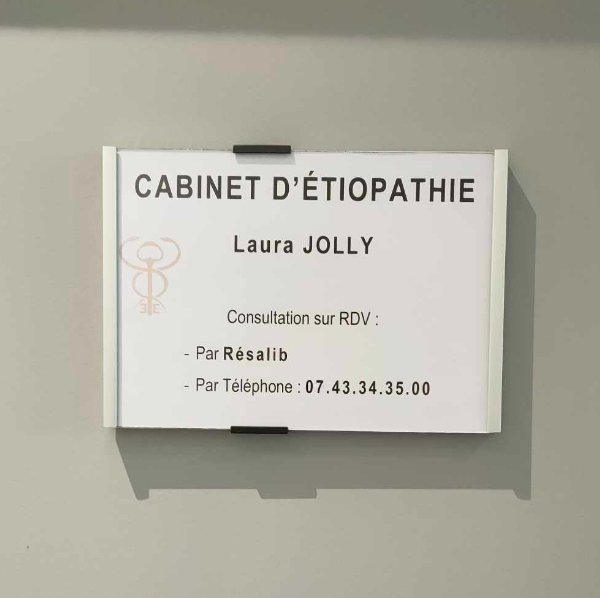 CABINET D'ÉTIOPATHIE
Laura JOLLY
Consultation sur RDV :
- Par Résalib
- Par Téléphone : 07.43.34.35.00